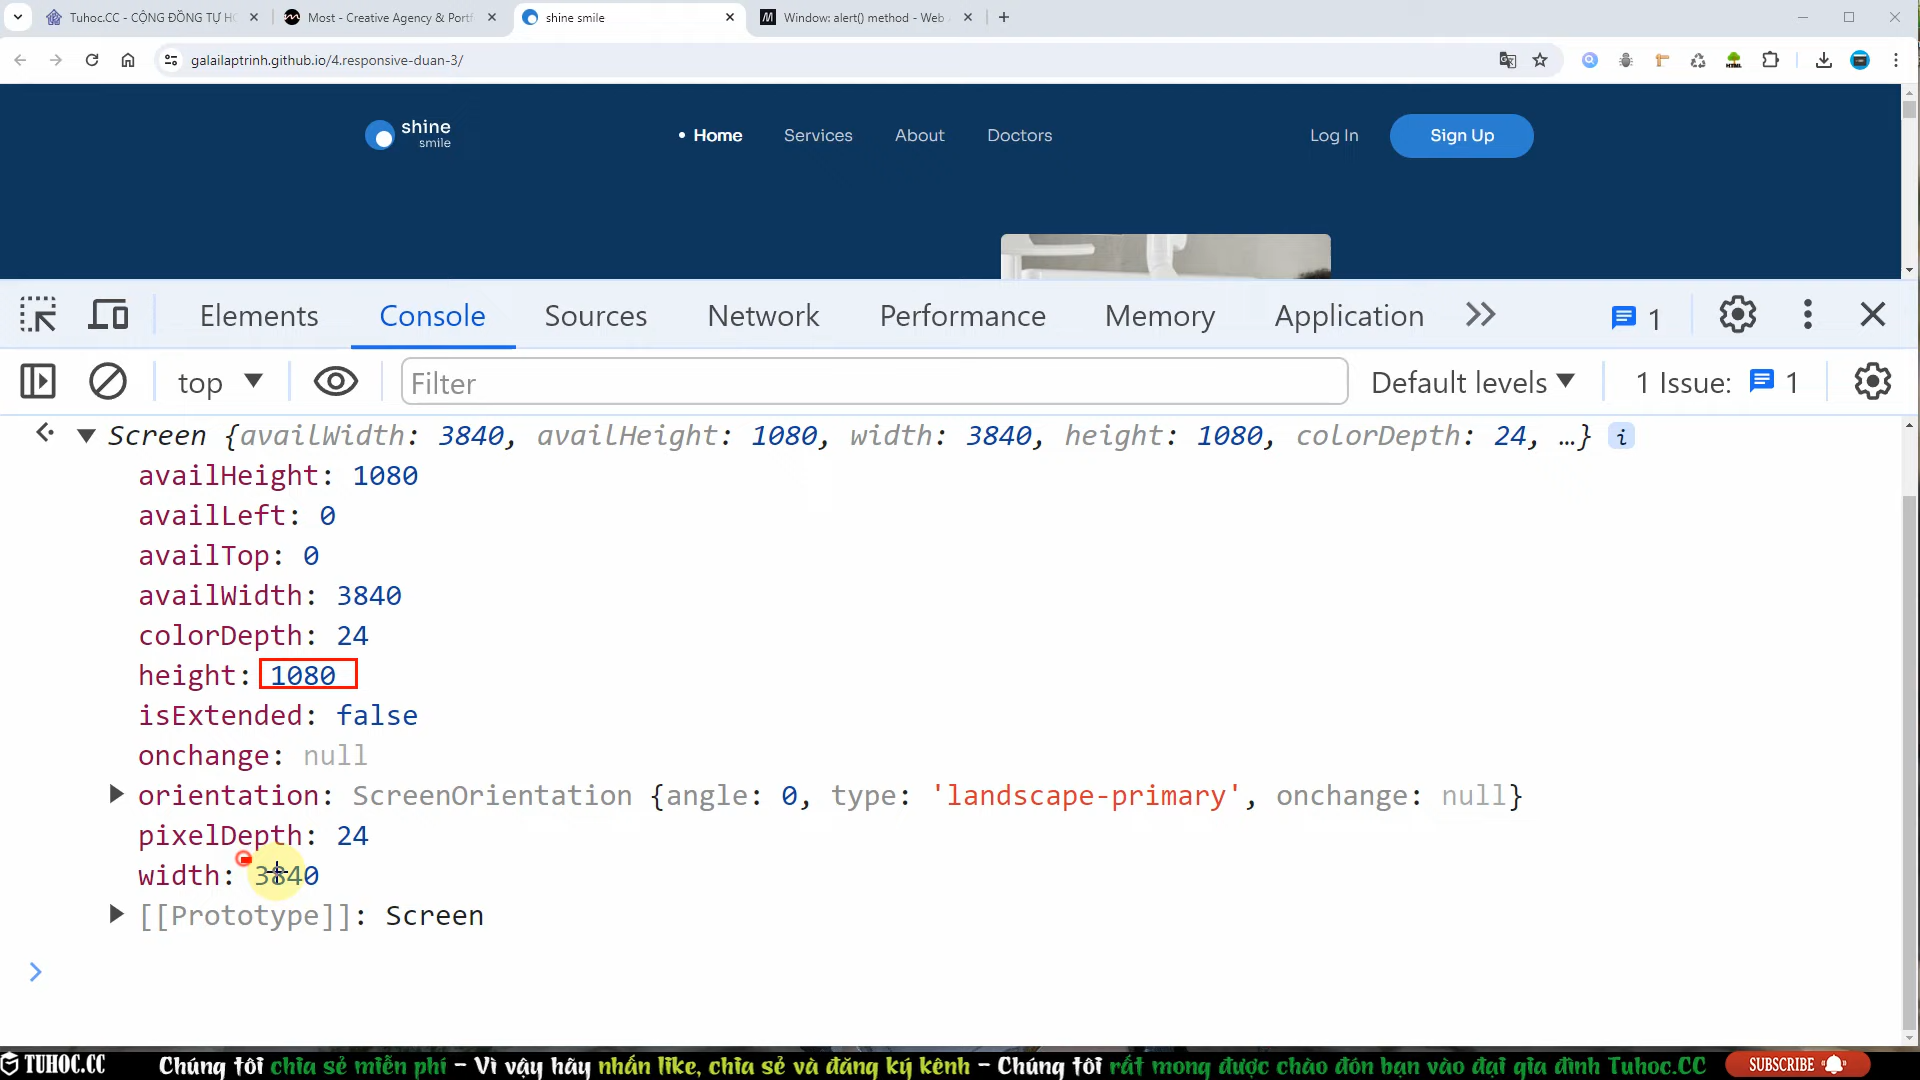 Tuhoc.CC - CỘNG ĐỒNG TỰ HỌ
Most - Creative Agency & Portf
shine smile
Window: alert() method - Web
galailaptrinh.github.io/4.responsive-duan-3/
shine
smile
Home
Services
About
Doctors
Log In
Sign Up
Elements
Console
Sources
Network
Performance
Memory
Application
1
top
Filter
Default levels
1 Issue:
1
Screen {availWidth: 3840, availHeight: 1080, width: 3840, height: 1080, colorDepth: 24, …} i
availHeight: 1080
availLeft: 0
availTop: 0
availWidth: 3840
colorDepth: 24
height: 1080
isExtended: false
onchange: null
orientation: ScreenOrientation {angle: 0, type: 'landscape-primary', onchange: null}
pixelDepth: 24
width: 3840
[[Prototype]]: Screen
TUHOC.CC
Chúng tôi chia sẻ miễn phí - Vì vậy hãy nhấn like, chia sẻ và đăng ký kênh - Chúng tôi rất mong được chào đón bạn vào đại gia đình Tuhoc.CC
SUBSCRIBE